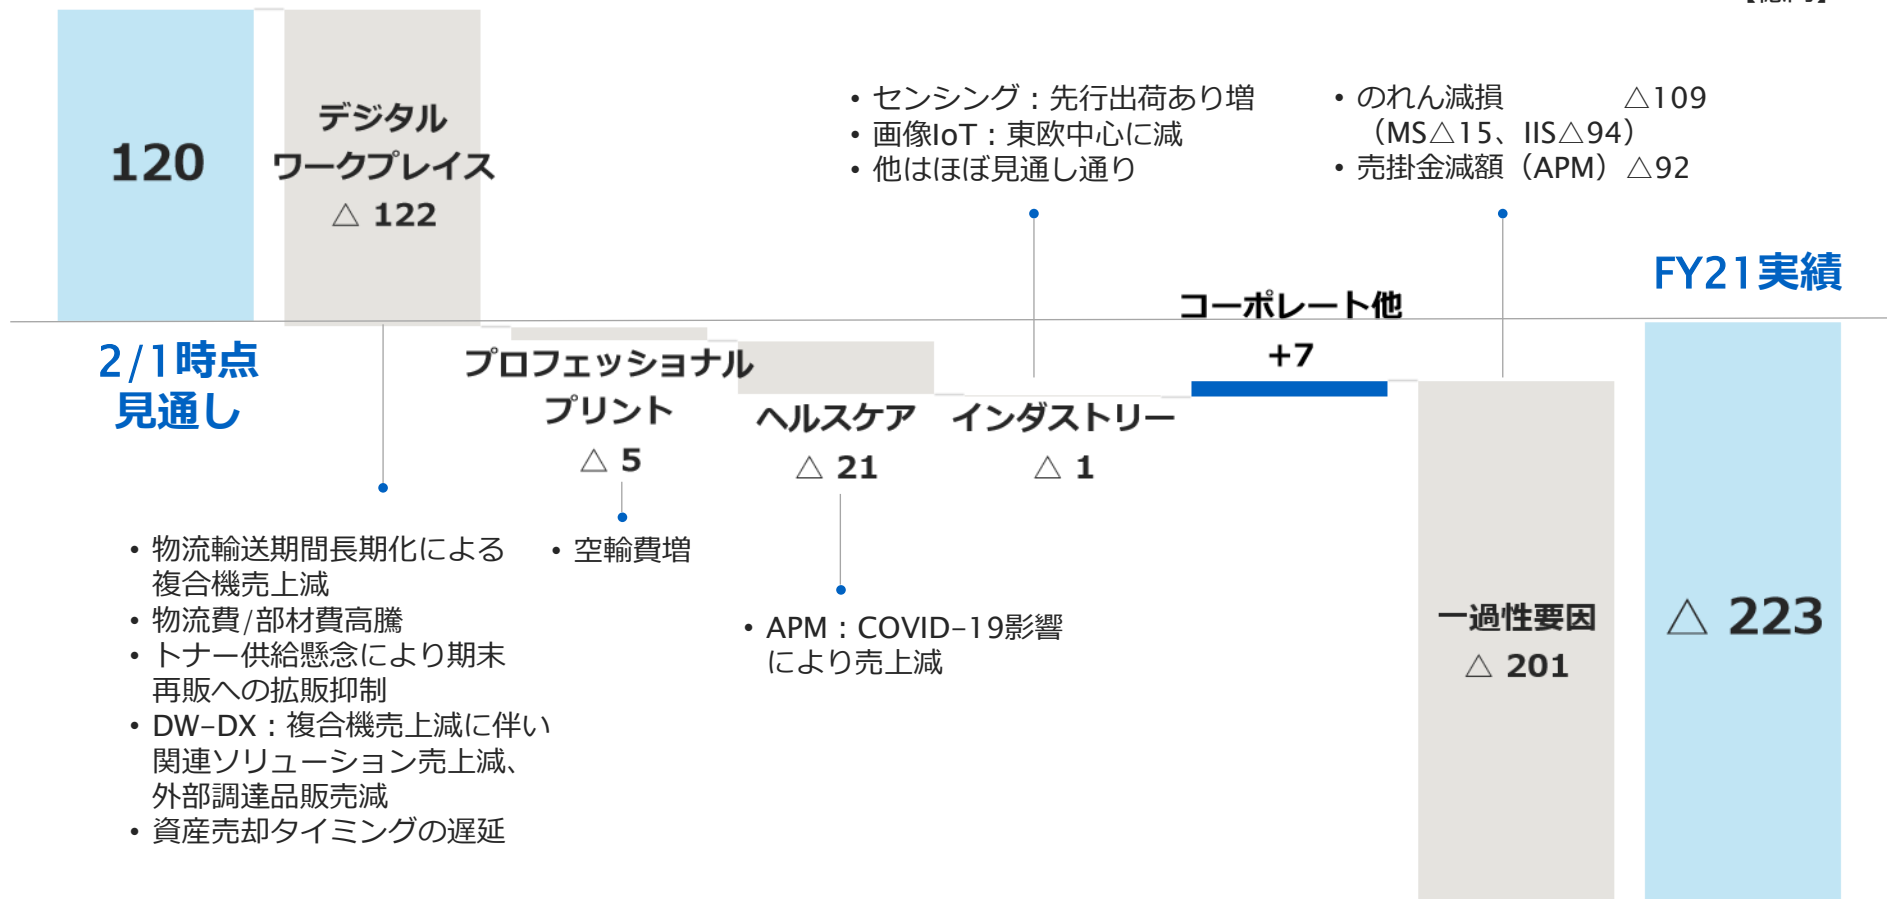 120
2/1時点
見通し
デジタル
ワークプレイス
△ 122
• 物流輸送期間長期化による
複合機売上減
• 物流費/部材費高騰
• トナー供給懸念により期末
再販への拡販抑制
• DW–DX：複合機売上減に伴い
関連ソリューション売上減、
外部調達品販売減
• 資産売却タイミングの遅延
プロフェッショナル
プリント
△ 5
• 空輸費増
ヘルスケア
△ 21
• APM：COVID–19影響
により売上減
• センシング：先行出荷あり増
• 画像IoT：東欧中心に減
• 他はほぼ見通し通り
インダストリー
△ 1
コーポレート他
+7
• のれん減損 △109
（MS△15、IIS△94）
• 売掛金減額（APM）△92
一過性要因
△ 201
FY21実績
△ 223